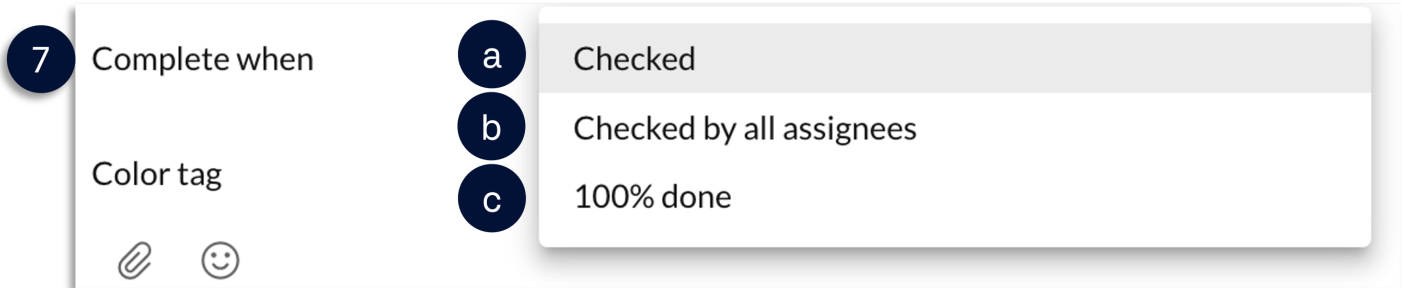 7 Complete when a Checked
b Checked by all assignees
Color tag
c 100% done